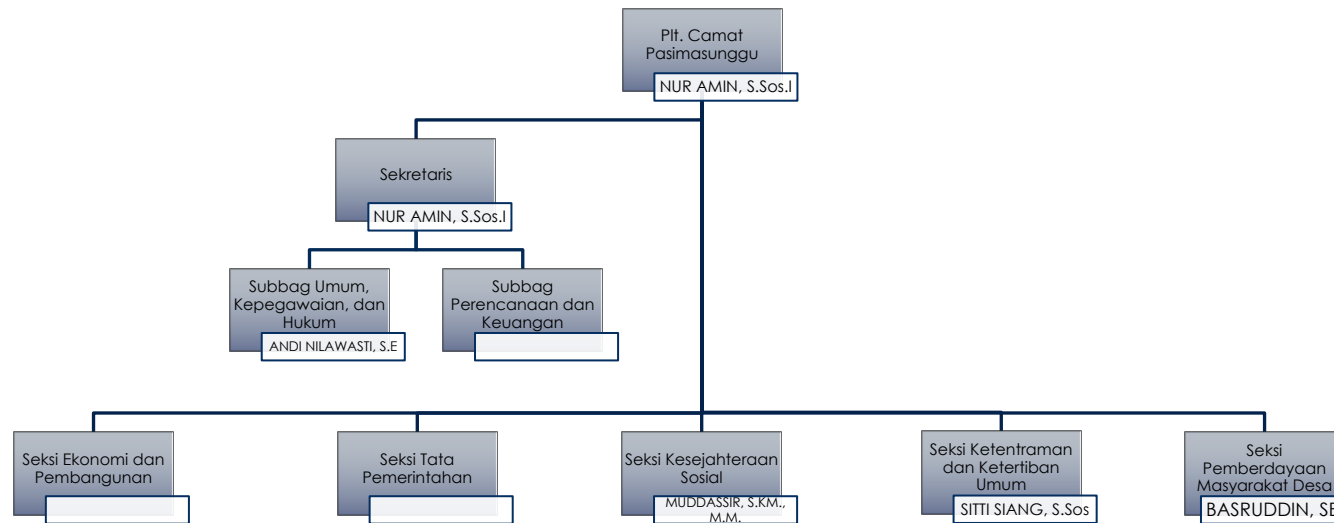 Plt. Camat
Pasimasunggu
NUR AMIN, S.Sos.I
Sekretaris
NUR AMIN, S.Sos.I
Subbag Umum,
Kepegawaian, dan
Hukum
ANDI NILAWASTI, S.E
Subbag
Perencanaan dan
Keuangan
Seksi Ekonomi dan
Pembangunan
Seksi Tata
Pemerintahan
Seksi Kesejahteraan
Sosial
MUDDASSIR, S.KM.,
M.M.
Seksi Ketentraman
dan Ketertiban
Umum
SITTI SIANG, S.Sos
Seksi
Pemberdayaan
Masyarakat Desa
BASRUDDIN, SE